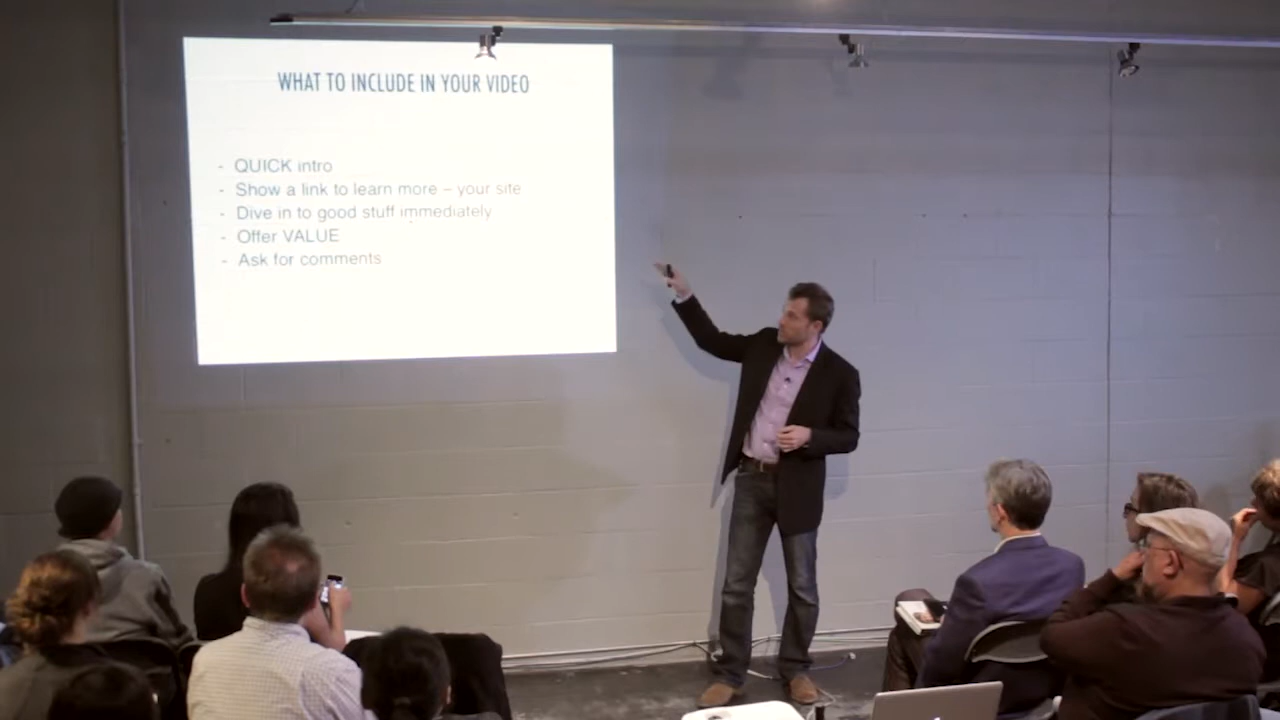 WHAT TO INCLUDE IN YOUR VIDEO
- QUICK intro
- Show a link to learn more – your site
- Dive in to good stuff immediately
- Offer VALUE
- Ask for comments